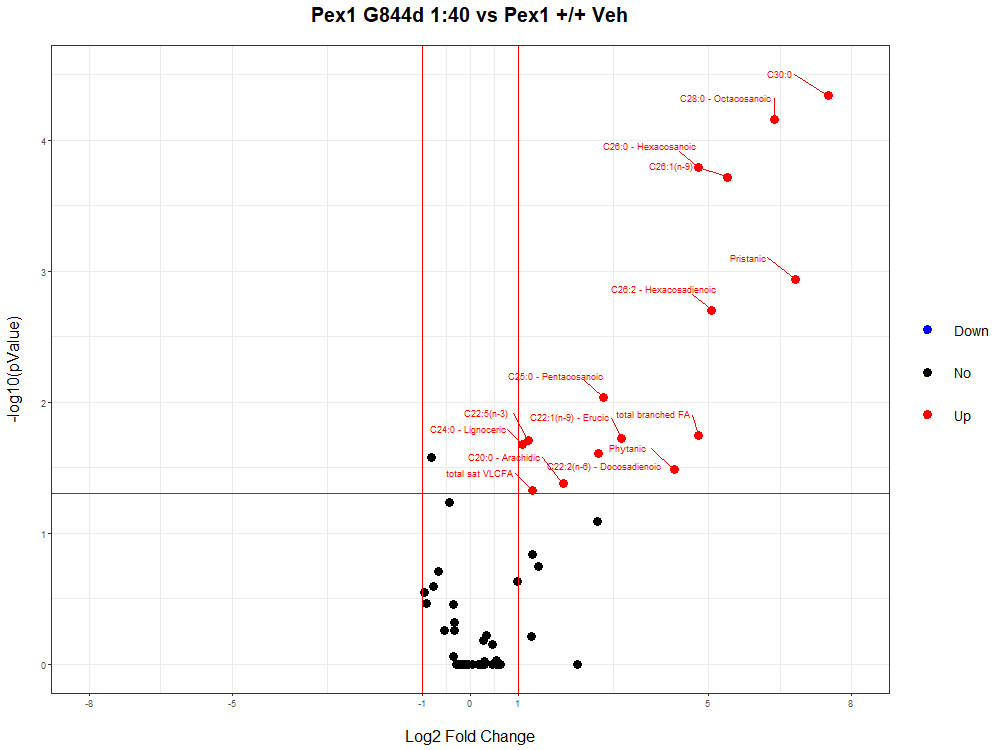 Pex1 G844d 1:40 vs Pex1 +/+ Veh
C30:0
C28:0 - Octacosanoic
C26:0 - Hexacosanoic
C26:1(n-9)
Pristanic
C26:2 - Hexacosadienoic
C25:0 - Pentacosanoic
C22:5(n-3)
C22:1(n-9) - Erucic
total branched FA
C24:0 - Lignoceric
Phytanic
C20:0 - Arachidic
C22:2(n-6) - Docosadienoic
total sat VLCFA
4
3
2
1
0
-log10(pValue)
-8
-5
-1
0
1
5
8
Log2 Fold Change
Down
No
Up